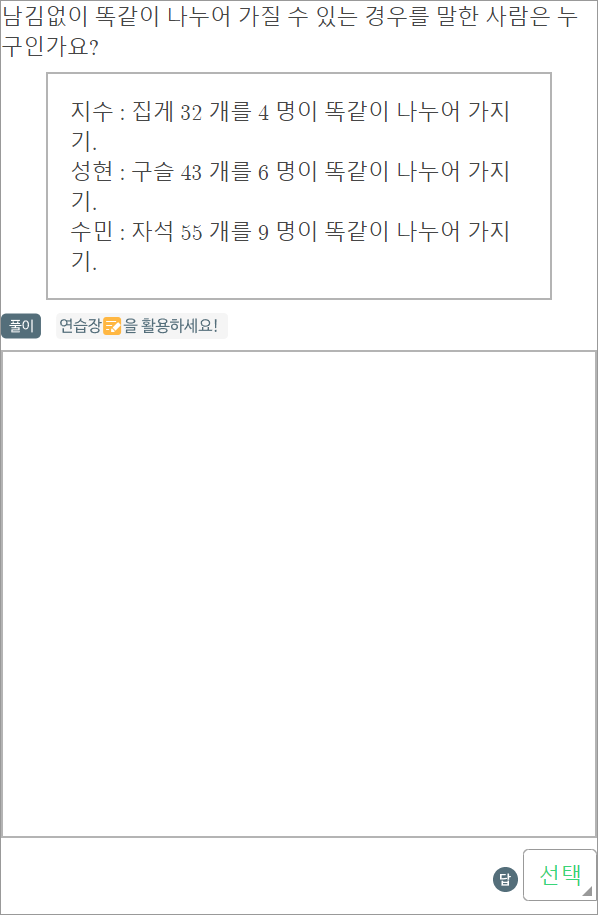 남김없이 똑같이 나누어 가질 수 있는 경우를 말한 사람은 누
구인가요?
지수 : 집게 32 개를 4 명이 똑같이 나누어 가지
기.
성현 : 구슬 43 개를 6 명이 똑같이 나누어 가지
기.
수민 : 자석 55 개를 9 명이 똑같이 나누어 가지
기.
풀이 연습장📝을 활용하세요!
답 선택